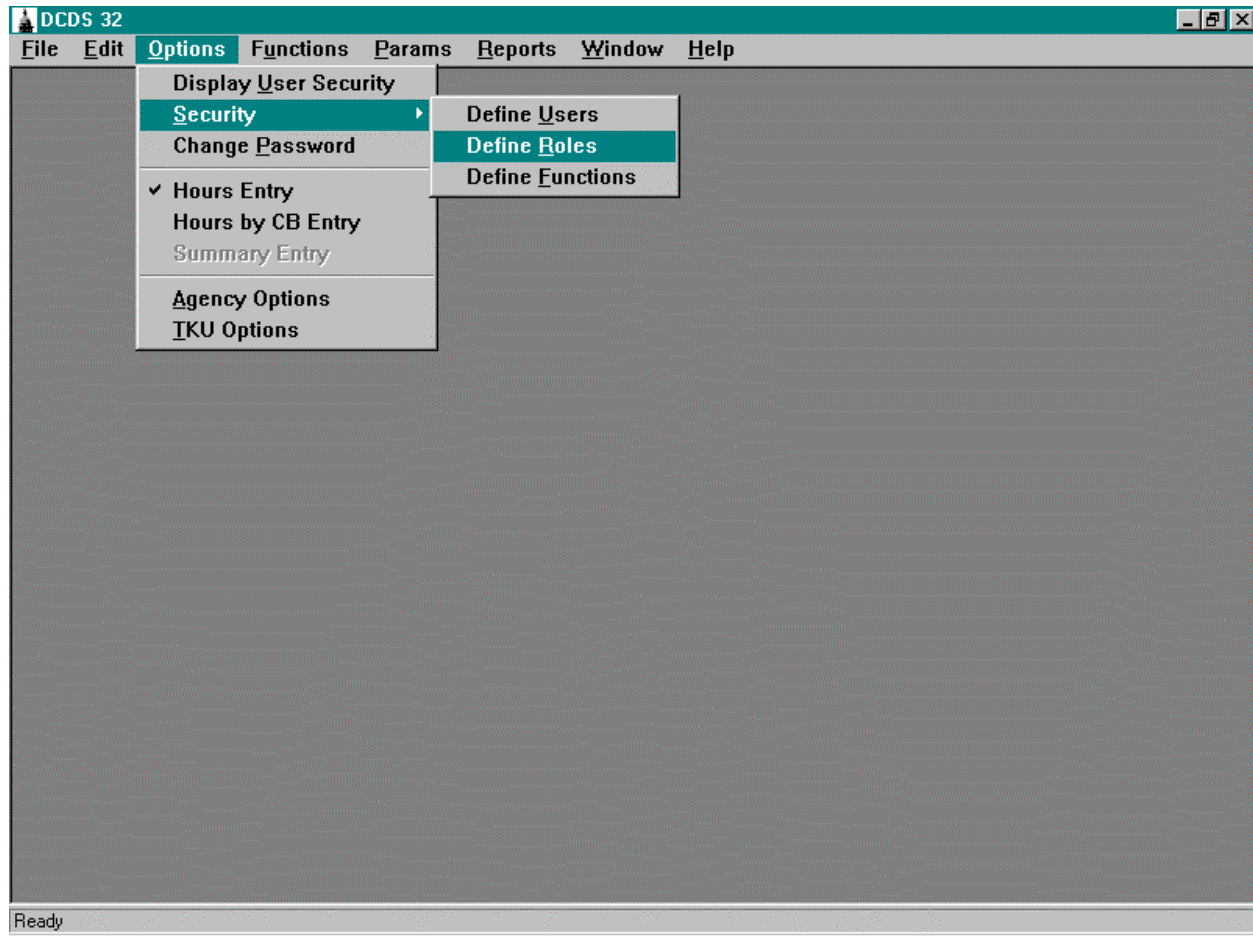 DCDS 32
File Edit Options Functions Params Reports Window Help
Display User Security
Security
Change Password
Hours Entry
Hours by CB Entry
Summary Entry
Agency Options
TKU Options
Define Users
Define Roles
Define Functions
Ready